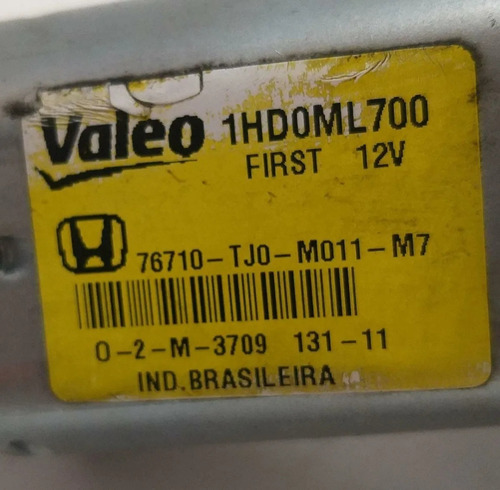 Valeo 1HD0ML700
FIRST 12V
76710-TJ0-M011-M7
0-2-M-3709 131-11
IND.BRASILEIRA